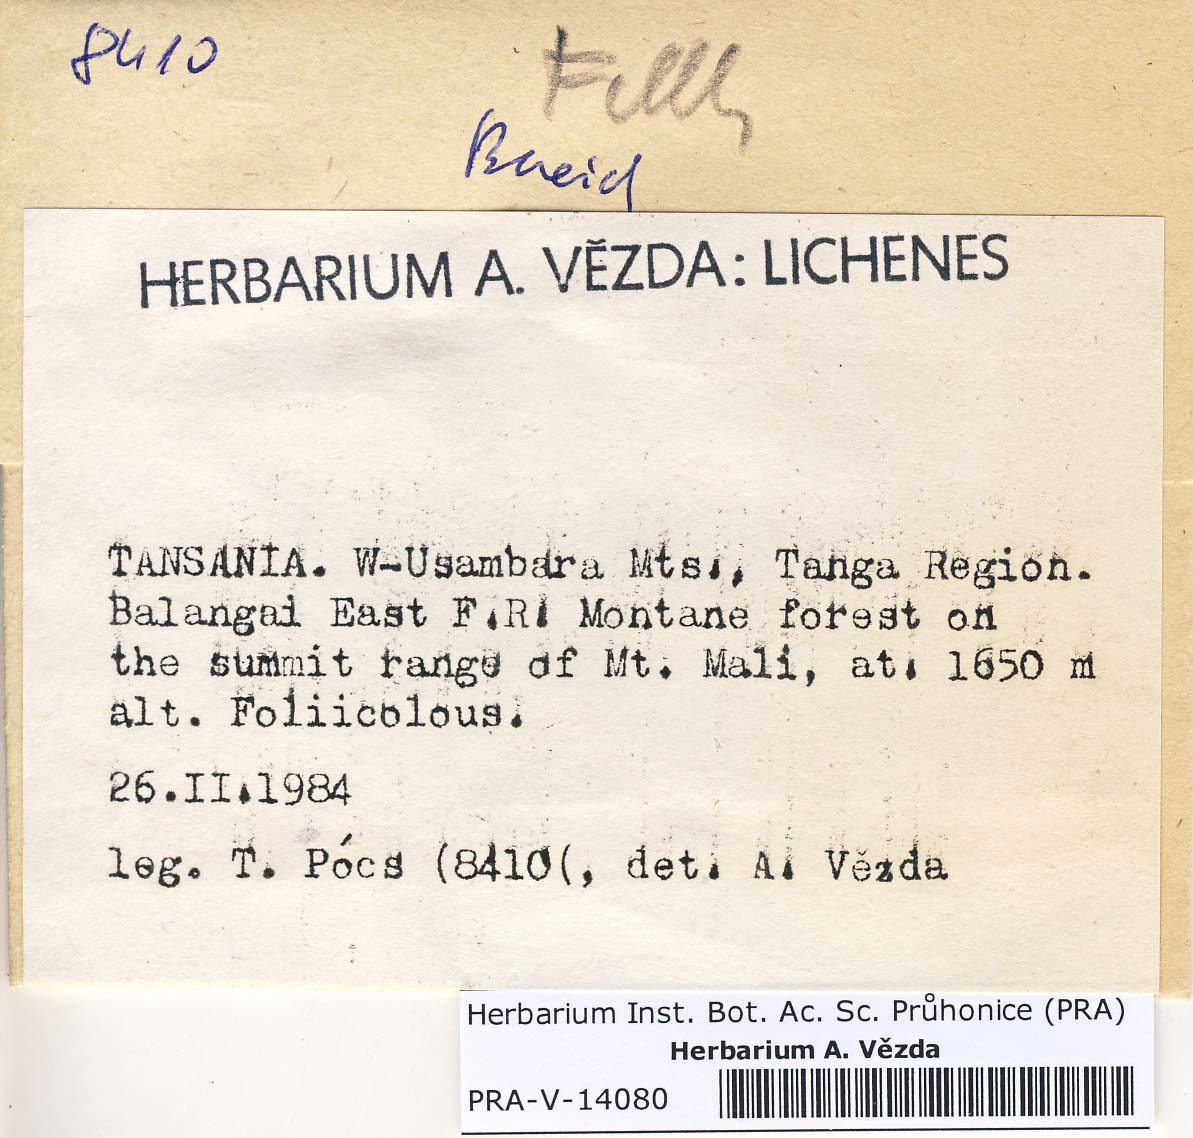 8410
HERBARIUM A. VĚZDA: LICHENES
TANSANIA. W-Usambara Mts., Tanga Region.
Balangai East F.R. Montane forest on
the summit range of Mt. Mali, at. 1650 m
alt. Foliicolous.
26.II.1984
leg. T. Pócs (8410(, det. A. Vězda
Herbarium Inst. Bot. Ac. Sc. Průhonice (PRA)
Herbarium A. Vězda
PRA-V-14080